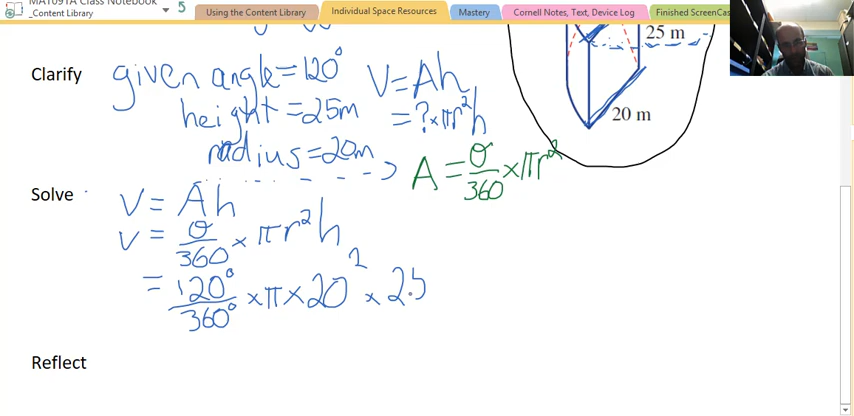 MA091A Class Notebook
_Content Library
5
Using the Content Library
Individual Space Resources
Mastery
Cornell Notes, Text, Device Log
Finished ScreenCas
25 m
20 m
Clarify
given angle = 120°
height = 25m
radius = 20m
V = Ah
= ? × πr²h
A = θ/360 × πr²
Solve
V = Ah
V = θ/360 × πr²h
= 120°/360° × π × 20² × 25
Reflect